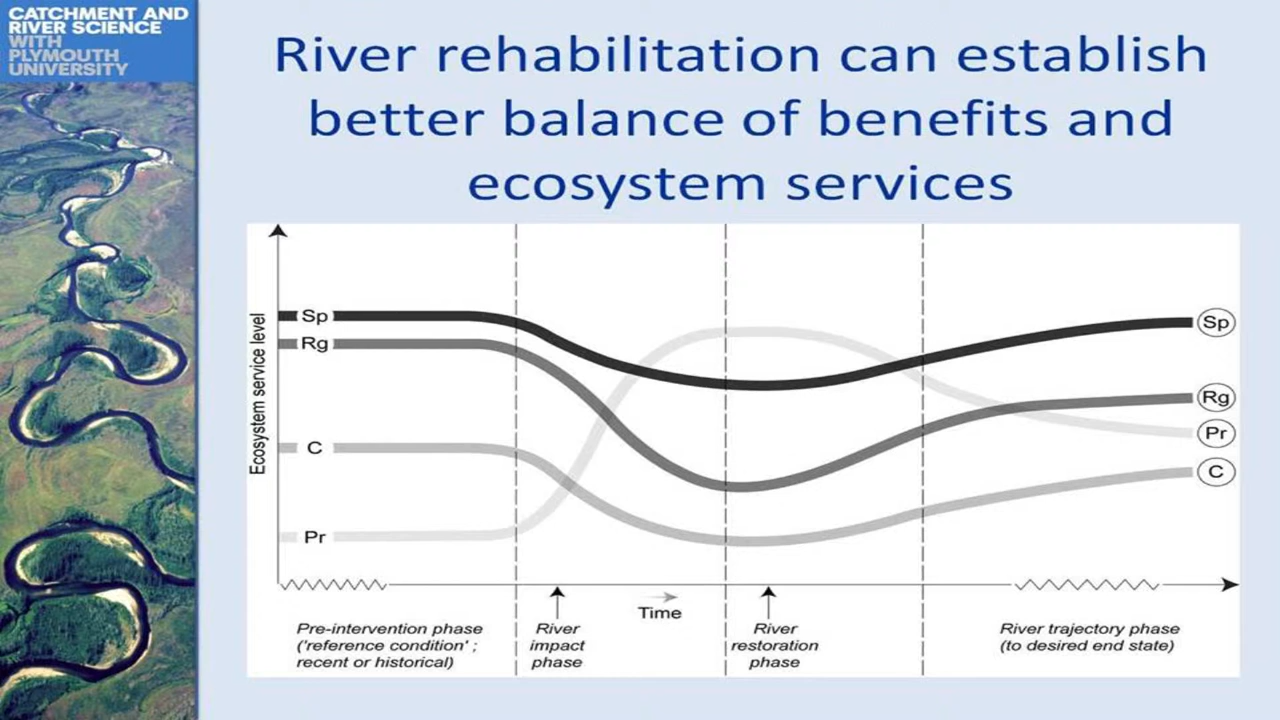 CATCHMENT AND
RIVER SCIENCE
WITH
PLYMOUTH
UNIVERSITY
River rehabilitation can establish
better balance of benefits and
ecosystem services
Ecosystem service level
Sp
Rg
C
Pr
Sp
Rg
Pr
C
Time
Pre-intervention phase
('reference condition' ;
recent or historical)
River
impact
phase
River
restoration
phase
River trajectory phase
(to desired end state)